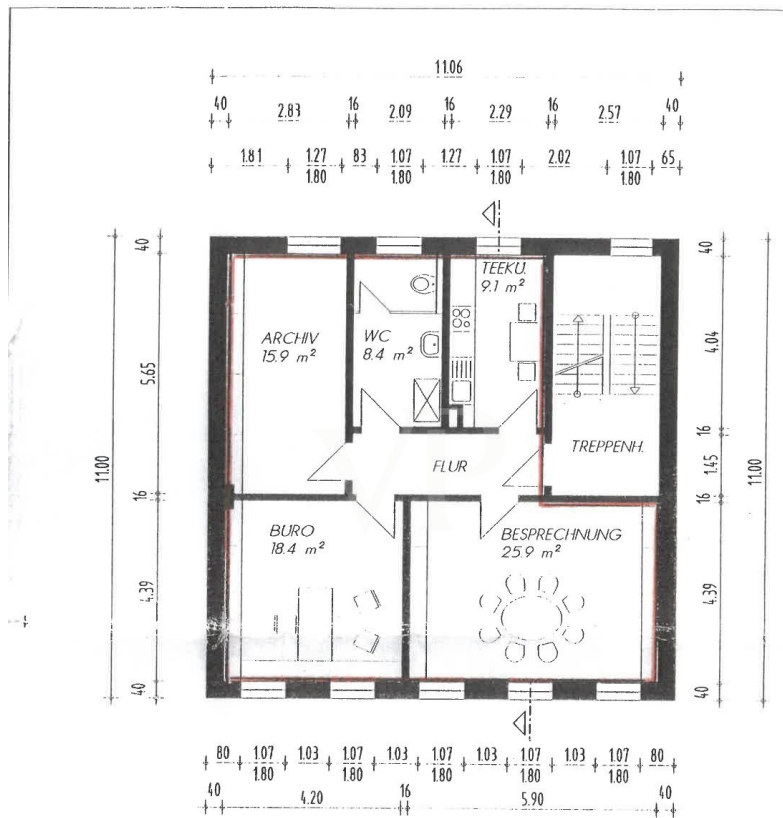 11.06
40 2.83 16 2.09 16 2.29 16 2.57 40
1.81 1.27 83 1.07 1.27 1.07 2.02 1.07 65
1.80 1.80 1.80 1.80
40 40
TEEKÜ.
9.1 m²
ARCHIV
15.9 m²
WC
8.4 m²
5.65 4.04
TREPPENH.
16
FLUR
1.45
11.00 11.00
16 16
BÜRO
18.4 m²
BESPRECHNUNG
25.9 m²
VP
4.39 4.39
40 40
80 1.07 1.03 1.07 1.03 1.07 1.03 1.07 1.03 1.07 80
1.80 1.80 1.80 1.80 1.80
40 4.20 16 5.90 40